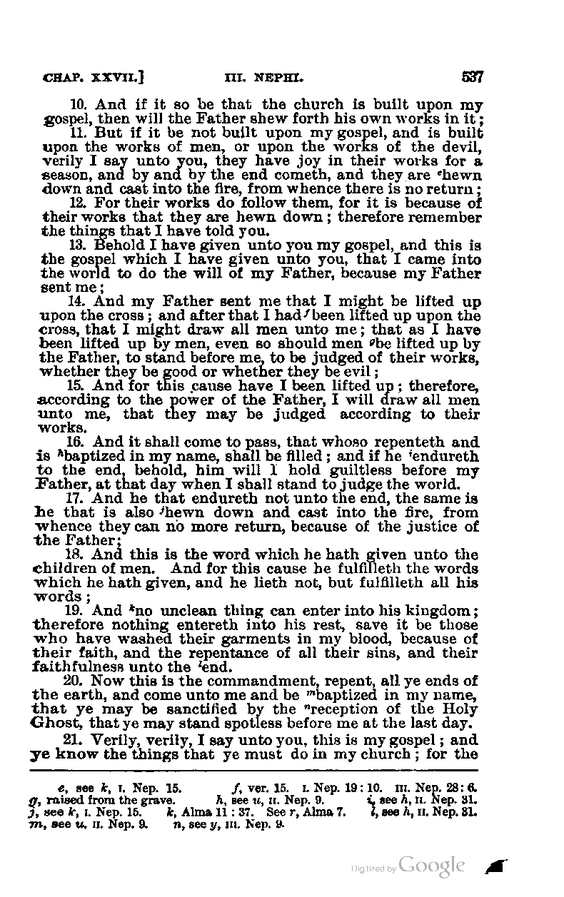 CHAP. XXVII.] III. NEPHI. 537
10. And if it so be that the church is built upon my
gospel, then will the Father shew forth his own works in it;
11. But if it be not built upon my gospel, and is built
upon the works of men, or upon the works of the devil,
verily I say unto you, they have joy in their works for a
season, and by and by the end cometh, and they are ᵉhewn
down and cast into the fire, from whence there is no return;
12. For their works do follow them, for it is because of
their works that they are hewn down; therefore remember
the things that I have told you.
13. Behold I have given unto you my gospel, and this is
the gospel which I have given unto you, that I came into
the world to do the will of my Father, because my Father
sent me;
14. And my Father sent me that I might be lifted up
upon the cross; and after that I had ᶠbeen lifted up upon the
cross, that I might draw all men unto me; that as I have
been lifted up by men, even so should men ᵍbe lifted up by
the Father, to stand before me, to be judged of their works,
whether they be good or whether they be evil;
15. And for this cause have I been lifted up; therefore,
according to the power of the Father, I will draw all men
unto me, that they may be judged according to their
works.
16. And it shall come to pass, that whoso repenteth and
is ʰbaptized in my name, shall be filled; and if he ⁱendureth
to the end, behold, him will I hold guiltless before my
Father, at that day when I shall stand to judge the world.
17. And he that endureth not unto the end, the same is
he that is also ʲhewn down and cast into the fire, from
whence they can no more return, because of the justice of
the Father;
18. And this is the word which he hath given unto the
children of men. And for this cause he fulfilleth the words
which he hath given, and he lieth not, but fulfilleth all his
words;
19. And ᵏno unclean thing can enter into his kingdom;
therefore nothing entereth into his rest, save it be those
who have washed their garments in my blood, because of
their faith, and the repentance of all their sins, and their
faithfulness unto the ˡend.
20. Now this is the commandment, repent, all ye ends of
the earth, and come unto me and be ᵐbaptized in my name,
that ye may be sanctified by the ⁿreception of the Holy
Ghost, that ye may stand spotless before me at the last day.
21. Verily, verily, I say unto you, this is my gospel; and
ye know the things that ye must do in my church; for the
e, see k, I. Nep. 15. f, ver. 15. I. Nep. 19:10. III. Nep. 28:6.
g, raised from the grave. h, see u, II. Nep. 9. i, see h, II. Nep. 31.
j, see k, I. Nep. 15. k, Alma 11:37. See r, Alma 7. l, see h, II. Nep. 31.
m, see u, II. Nep. 9. n, see y, III. Nep. 9.
Digitized by Google